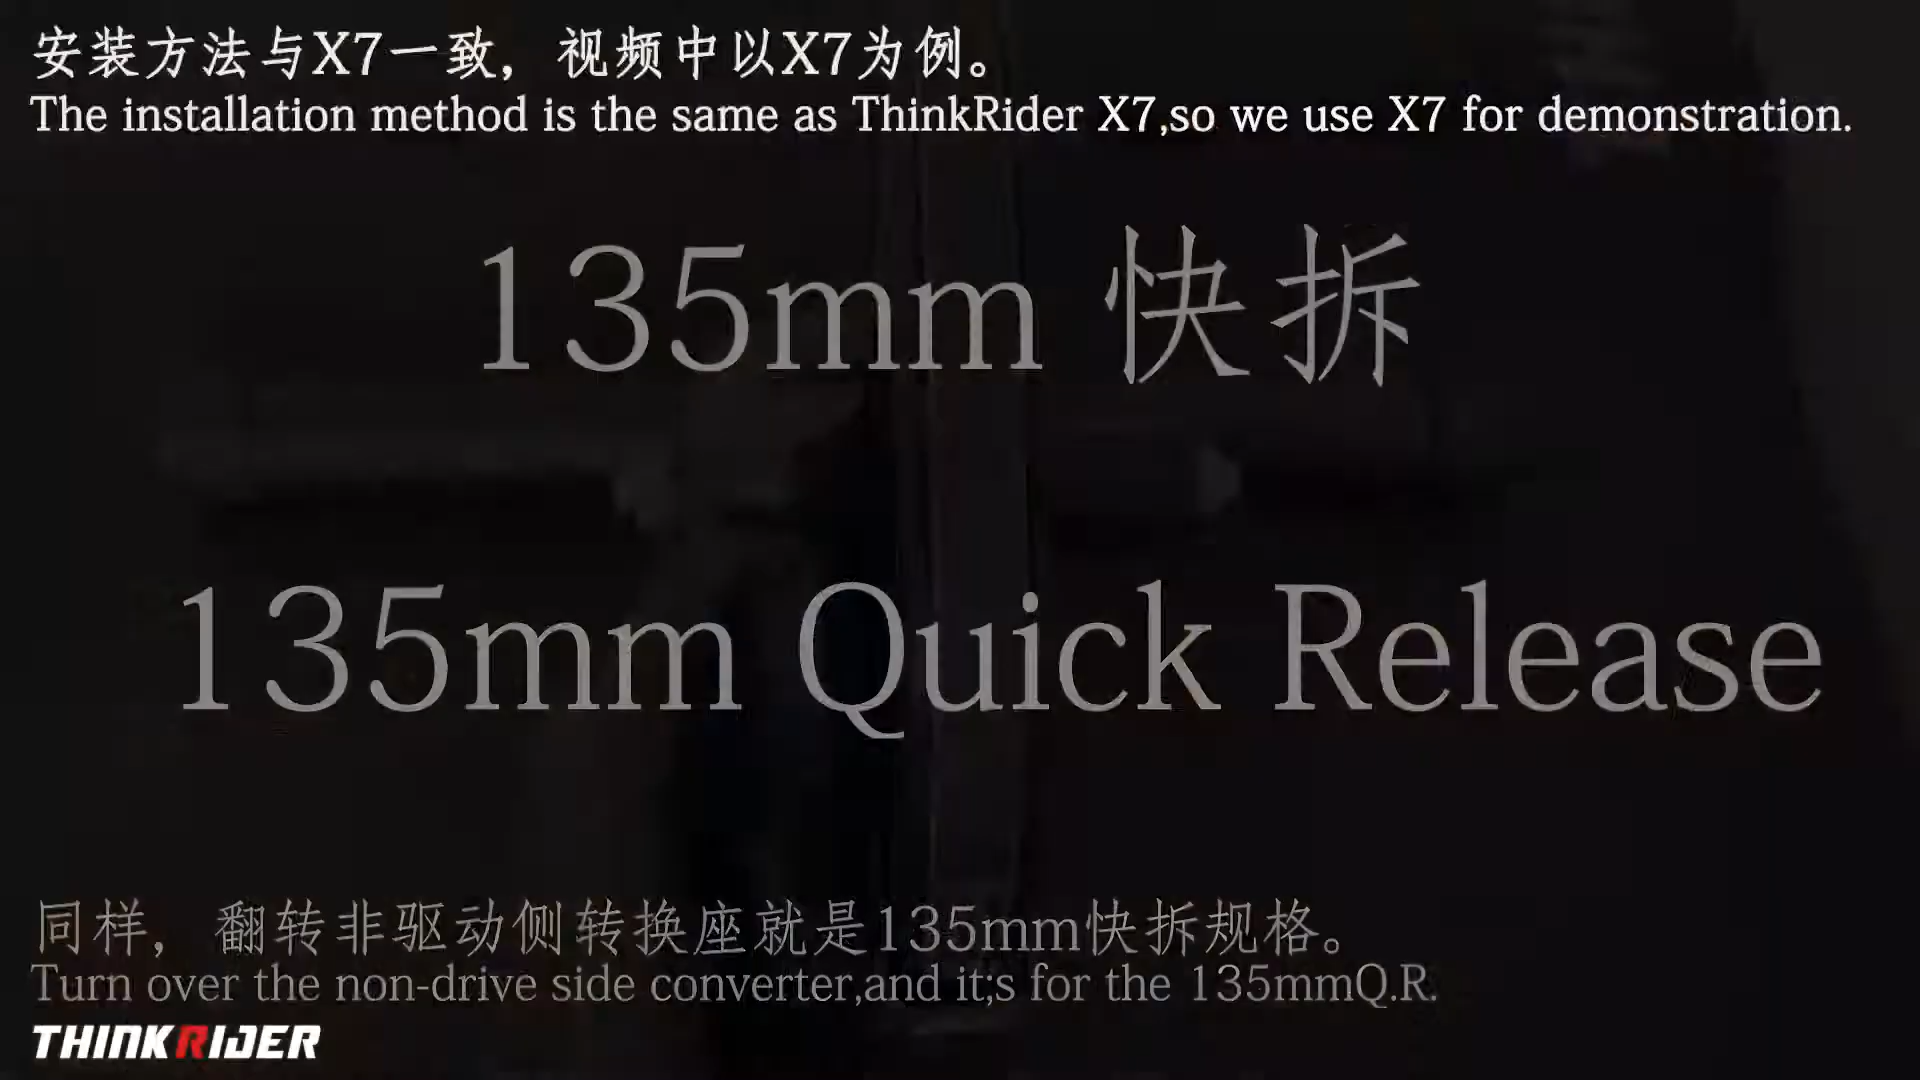 安装方法与X7一致，视频中以X7为例。
The installation method is the same as ThinkRider X7,so we use X7 for demonstration.
135mm 快拆
135mm Quick Release
同样，翻转非驱动侧转换座就是135mm快拆规格。
Turn over the non-drive side converter,and it;s for the 135mmQ.R.
THINKRIDER